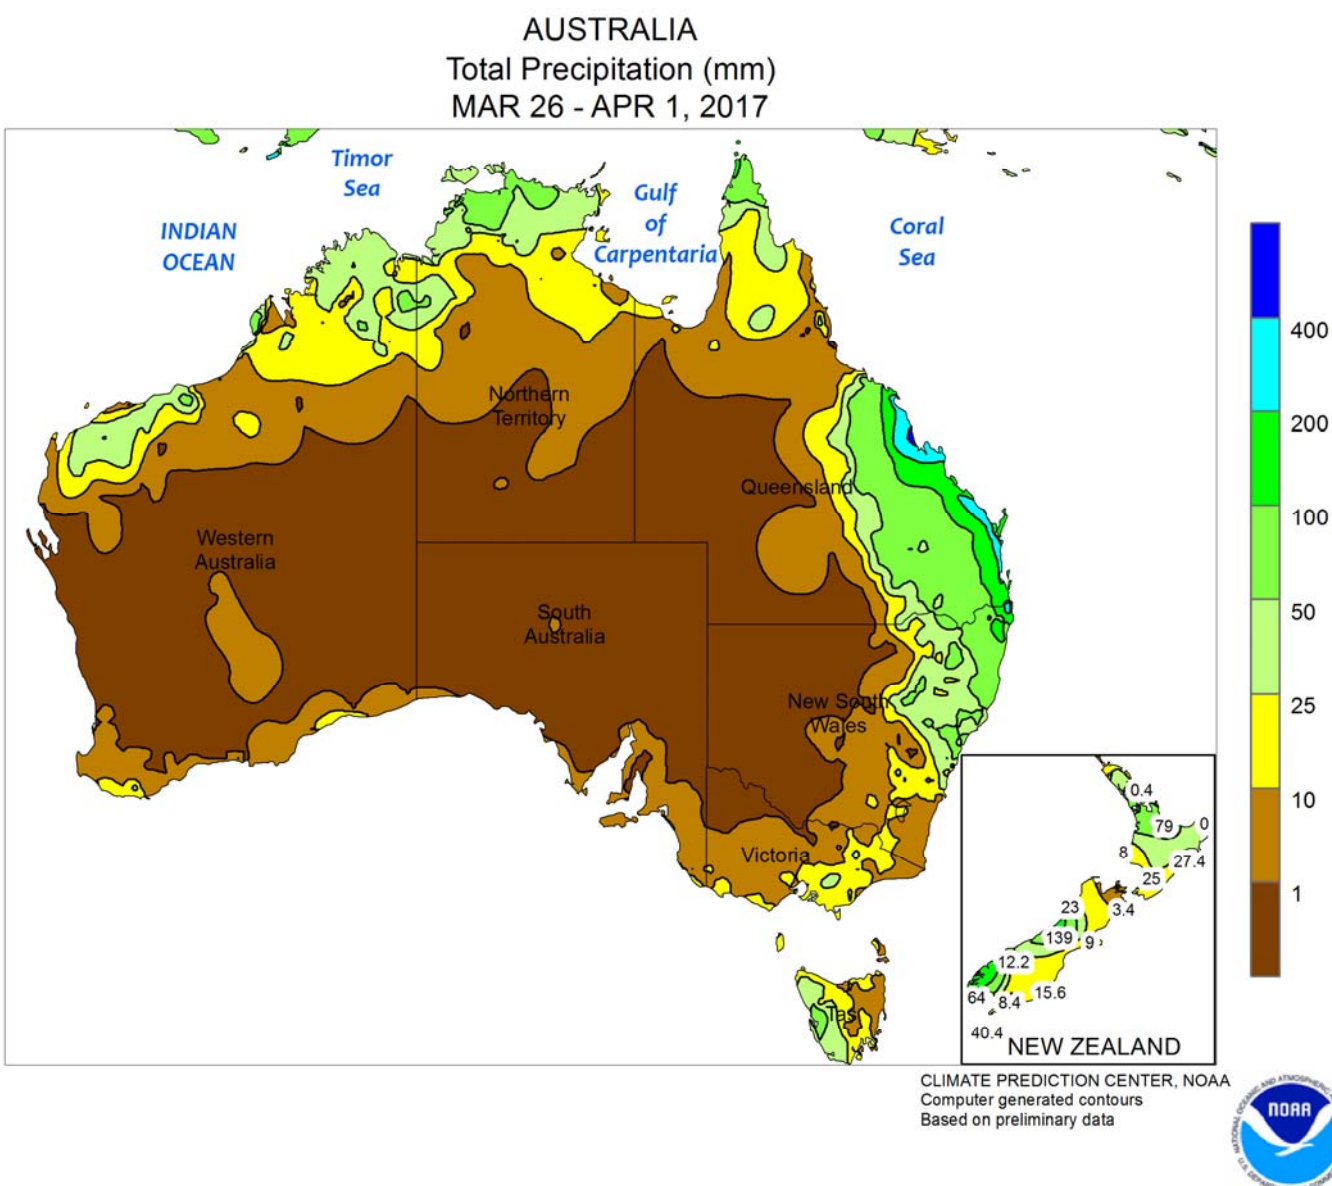 AUSTRALIA
Total Precipitation (mm)
MAR 26 - APR 1, 2017
Timor
Sea
INDIAN
OCEAN
Gulf
of
Carpentaria
Coral
Sea
Northern
Territory
Queensland
Western
Australia
South
Australia
New South
Wales
Victoria
Tas
400
200
100
50
25
10
1
0.4
79
0
8
27.4
25
23
3.4
139
9
12.2
64
8.4
15.6
40.4
NEW ZEALAND
CLIMATE PREDICTION CENTER, NOAA
Computer generated contours
Based on preliminary data
NOAA